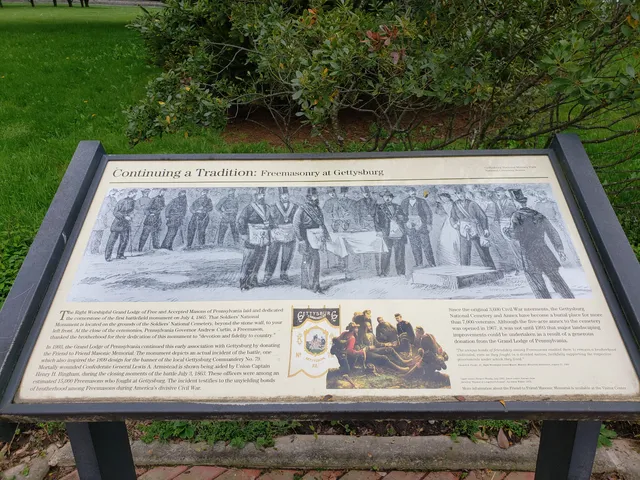 Continuing a Tradition: Freemasonry at Gettysburg
The Right Worshipful Grand Lodge of Free and Accepted Masons of Pennsylvania laid and dedicated
the cornerstone of the first battlefield monument on July 4, 1865. That Soldiers' National
Monument is located on the grounds of the Soldiers' National Cemetery, beyond the stone wall, to your
left front. At the close of the ceremonies, Pennsylvania Governor Andrew Curtin, a Freemason,
thanked the brotherhood for their dedication of this monument to "devotion and fidelity to country."
In 1993, the Grand Lodge of Pennsylvania continued this early association with Gettysburg by donating
the Friend to Friend Masonic Memorial. The monument depicts an actual incident of the battle, one
which also inspired the 1899 design for the banner of the local Gettysburg Commandery No. 79.
Mortally wounded Confederate General Lewis A. Armistead is shown being aided by Union Captain
Henry H. Bingham, during the closing moments of the battle July 3, 1863. These officers were among an
estimated 15,000 Freemasons who fought at Gettysburg. The incident testifies to the unyielding bonds
of brotherhood among Freemasons during America's divisive Civil War.
GETTYSBURG
Since the original 3,600 Civil War interments, the Gettysburg
National Cemetery and Annex have become a burial place for more
than 7,000 veterans. Although the five-acre annex to the cemetery
was opened in 1967, it was not until 1993 that major landscaping
improvements could be undertaken as a result of a generous
donation from the Grand Lodge of Pennsylvania.